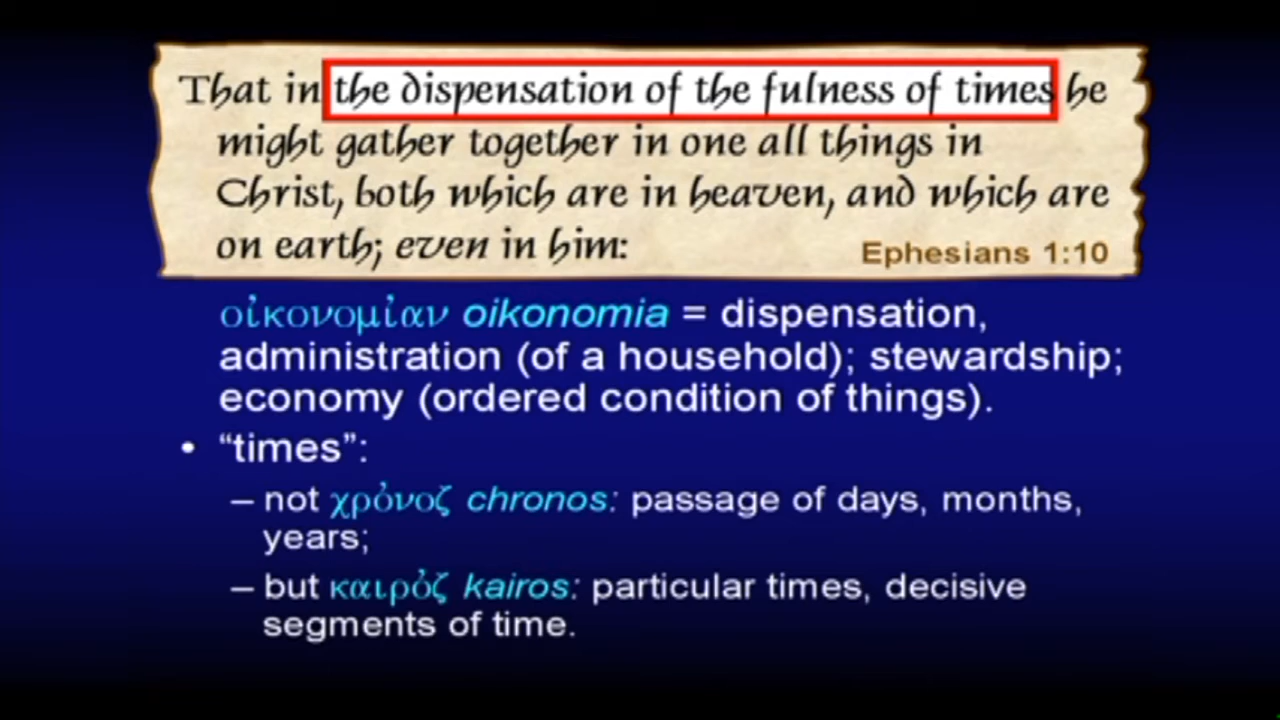 That in the dispensation of the fulness of times he
might gather together in one all things in
Christ, both which are in heaven, and which are
on earth; even in him:
Ephesians 1:10
οἰκονομἰαν oikonomia = dispensation,
administration (of a household); stewardship;
economy (ordered condition of things).
• “times”:
– not χρὀνοζ chronos: passage of days, months,
years;
– but καιρὀζ kairos: particular times, decisive
segments of time.